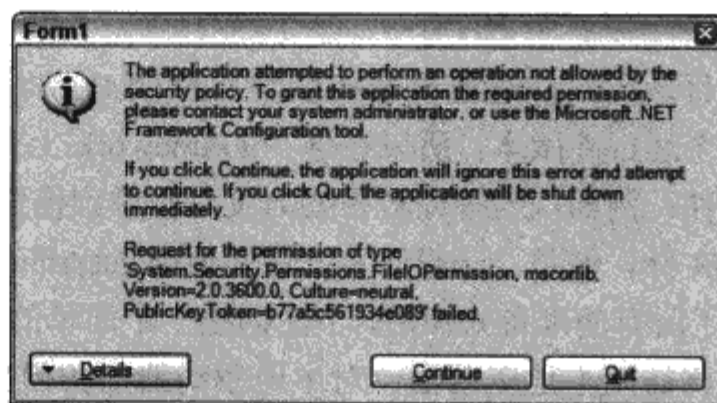 Form1
The application attempted to perform an operation not allowed by the
security policy. To grant this application the required permission,
please contact your system administrator, or use the Microsoft .NET
Framework Configuration tool.
If you click Continue, the application will ignore this error and attempt
to continue. If you click Quit, the application will be shut down
immediately.
Request for the permission of type
'System.Security.Permissions.FileIOPermission, mscorlib,
Version=2.0.3600.0, Culture=neutral,
PublicKeyToken=b77a5c561934e089' failed.
Details
Continue
Quit